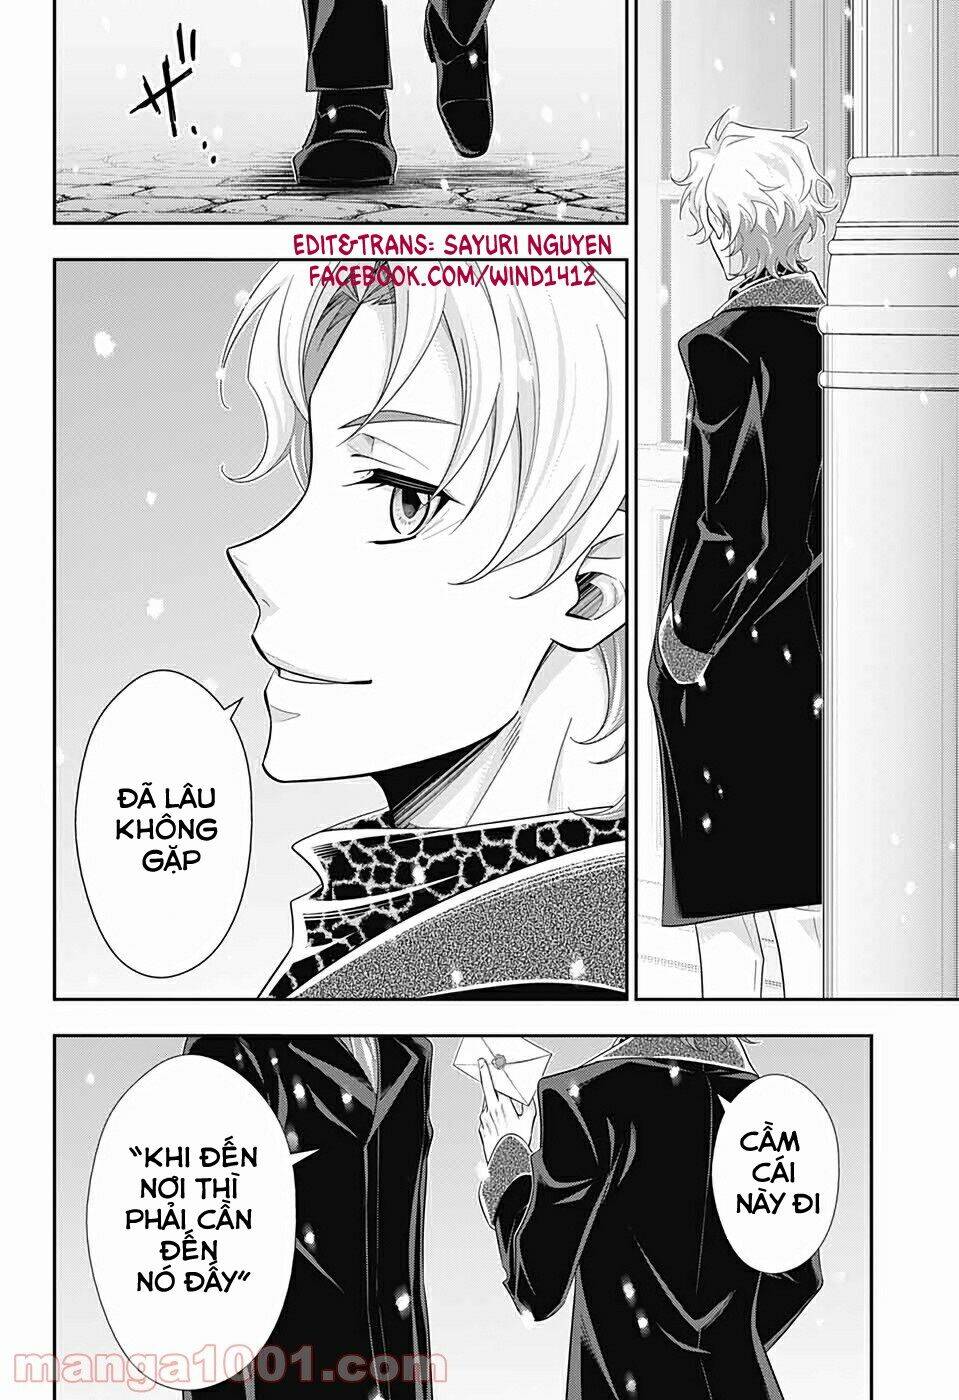 EDIT&TRANS: SAYURI NGUYEN
FACEBOOK.COM/WIND1412
ĐÃ LÂU
KHÔNG
GẶP
CẦM
CÁI
NÀY ĐI
“KHI ĐẾN
NƠI THÌ
PHẢI CẦN
ĐẾN
NÓ ĐẤY”
manga1001.com